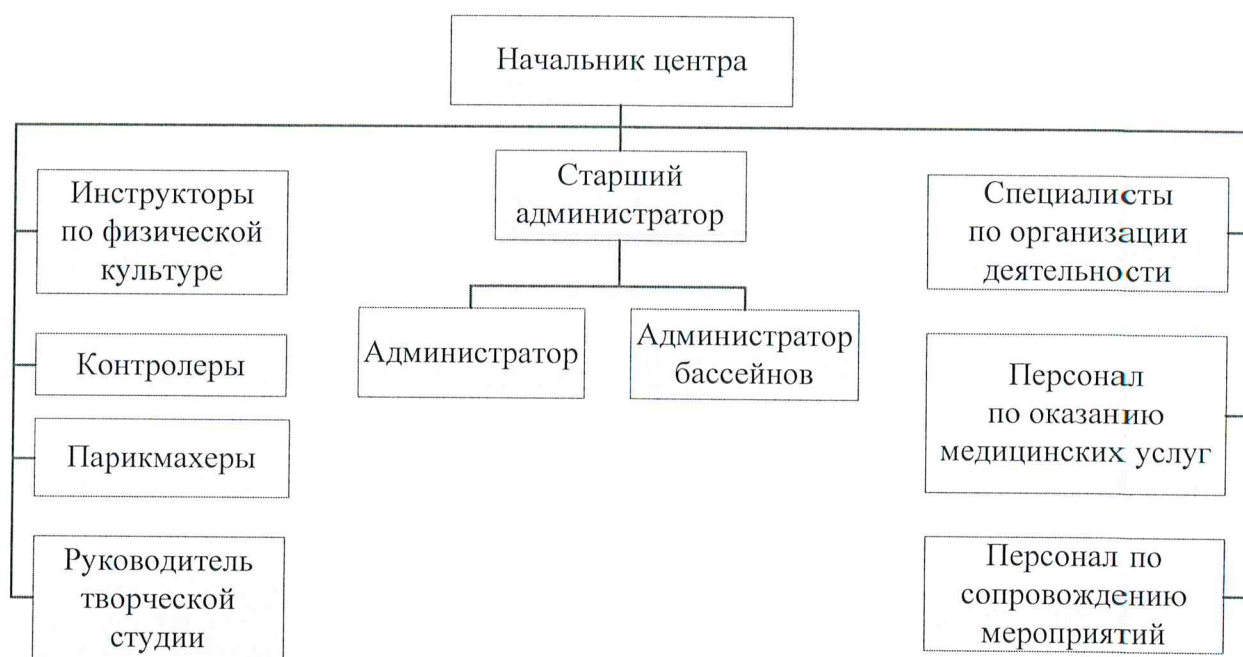 Начальник центра
Инструкторы
по физической
культуре
Контролеры
Парикмахеры
Руководитель
творческой
студии
Старший
администратор
Администратор
Администратор
бассейнов
Специалисты
по организации
деятельности
Персонал
по оказанию
медицинских услуг
Персонал по
сопровождению
мероприятий